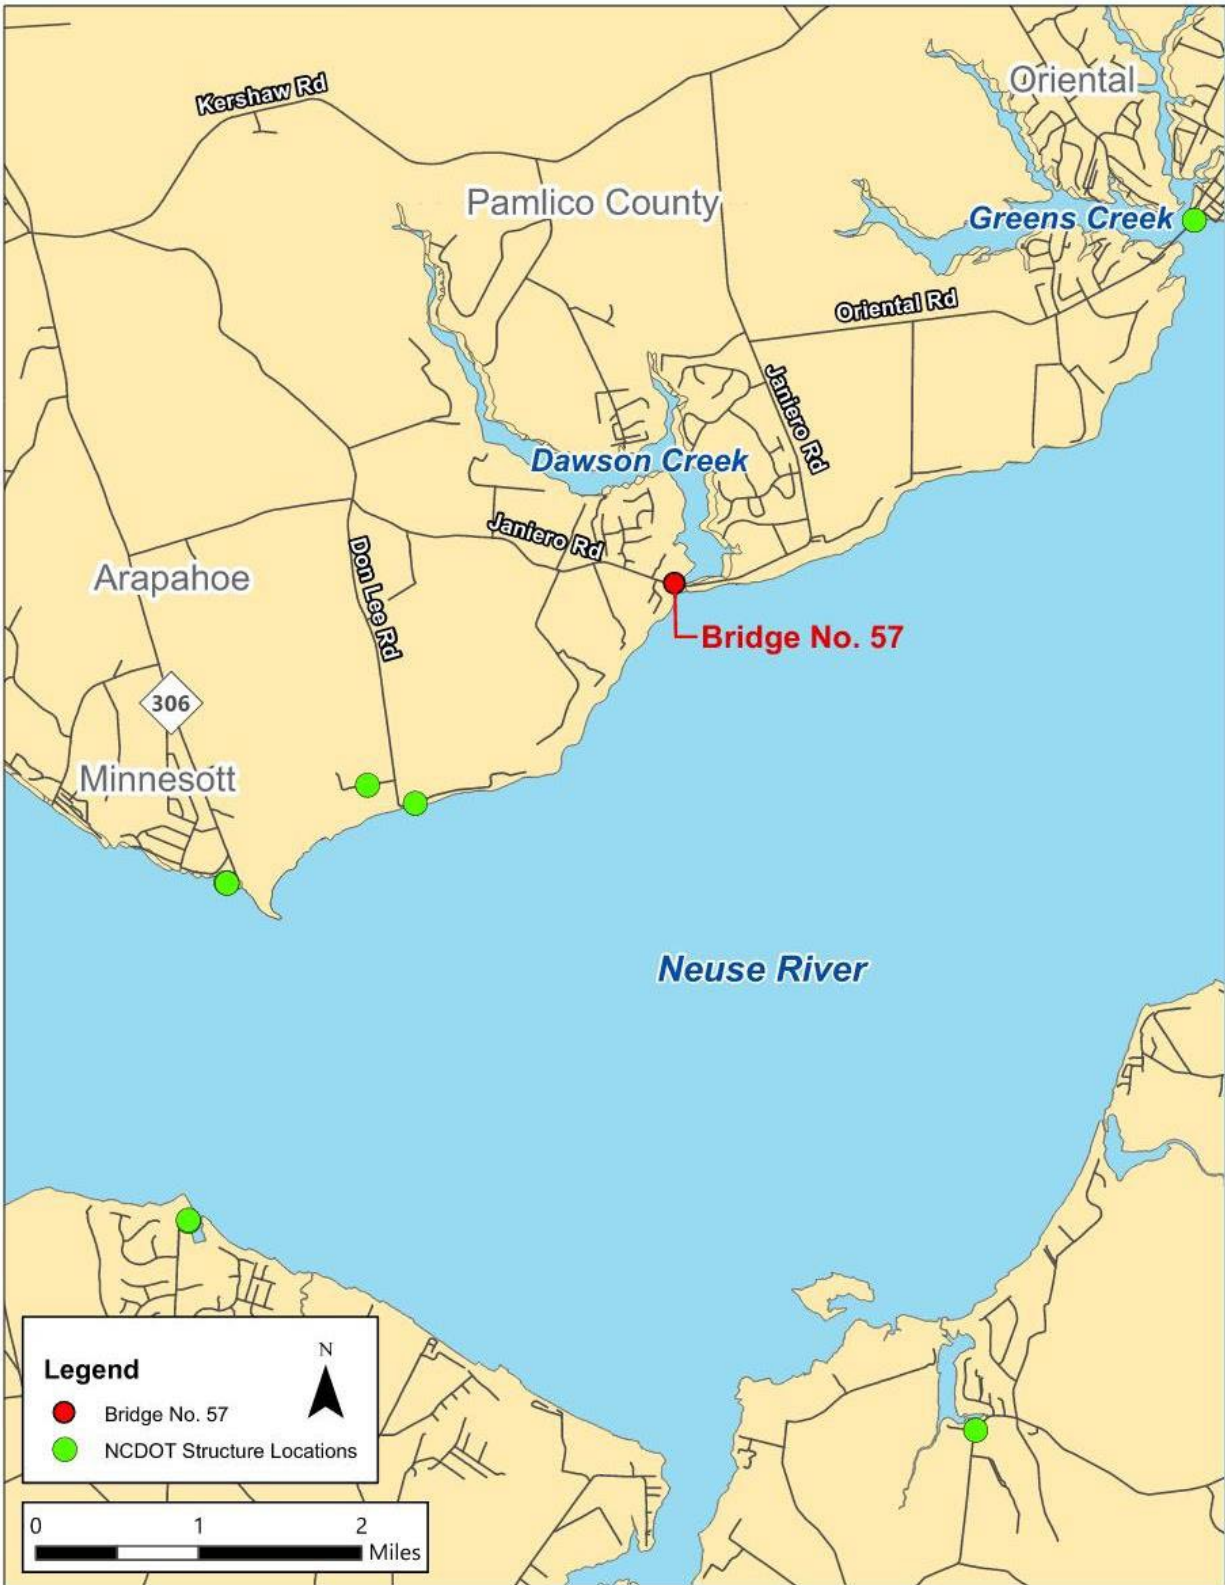 Oriental
Kershaw Rd
Pamlico County
Greens Creek
Oriental Rd
Janiero Rd
Dawson Creek
Janiero Rd
Don Lee Rd
Arapahoe
Bridge No. 57
306
Minnesott
Neuse River
Legend
N
Bridge No. 57
NCDOT Structure Locations
0 1 2
Miles